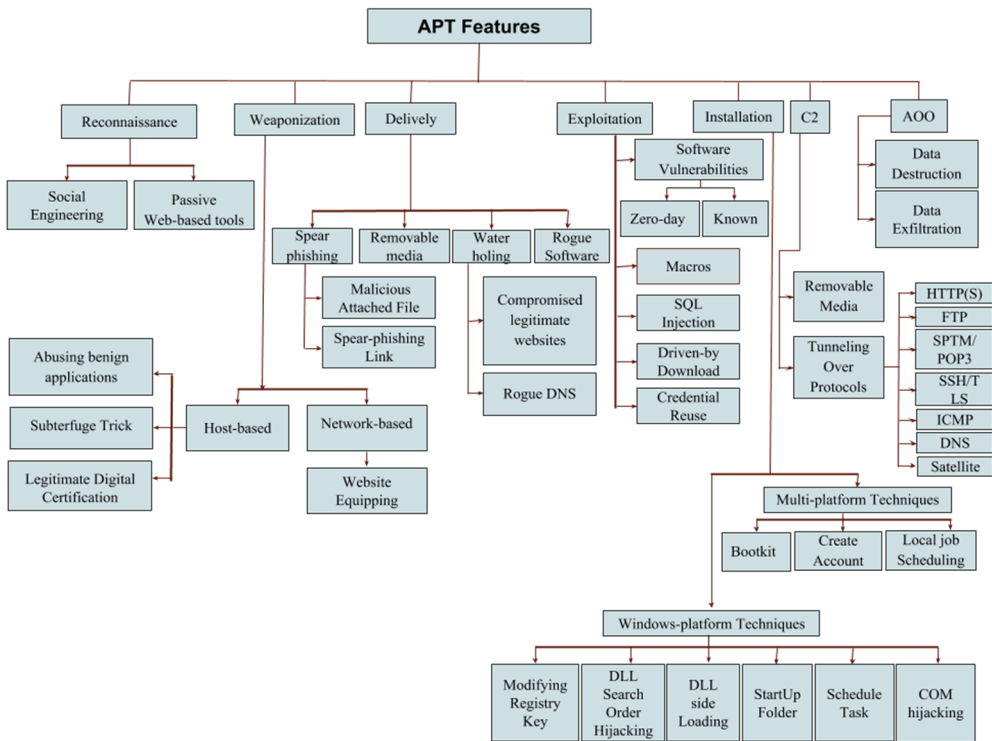 APT Features
Reconnaissance
Weaponization
Delively
Exploitation
Installation
C2
AOO
Social
Engineering
Passive
Web-based tools
Software
Vulnerabilities
Zero-day
Known
Data
Destruction
Data
Exfiltration
Spear
phishing
Removable
media
Water
holing
Rogue
Software
Malicious
Attached File
Spear-phishing
Link
Compromised
legitimate
websites
Rogue DNS
Macros
SQL
Injection
Driven-by
Download
Credential
Reuse
Removable
Media
Tunneling
Over
Protocols
HTTP(S)
FTP
SPTM/
POP3
SSH/T
LS
ICMP
DNS
Satellite
Abusing benign
applications
Subterfuge Trick
Legitimate Digital
Certification
Host-based
Network-based
Website
Equipping
Multi-platform Techniques
Bootkit
Create
Account
Local job
Scheduling
Windows-platform Techniques
Modifying
Registry
Key
DLL
Search
Order
Hijacking
DLL
side
Loading
StartUp
Folder
Schedule
Task
COM
hijacking